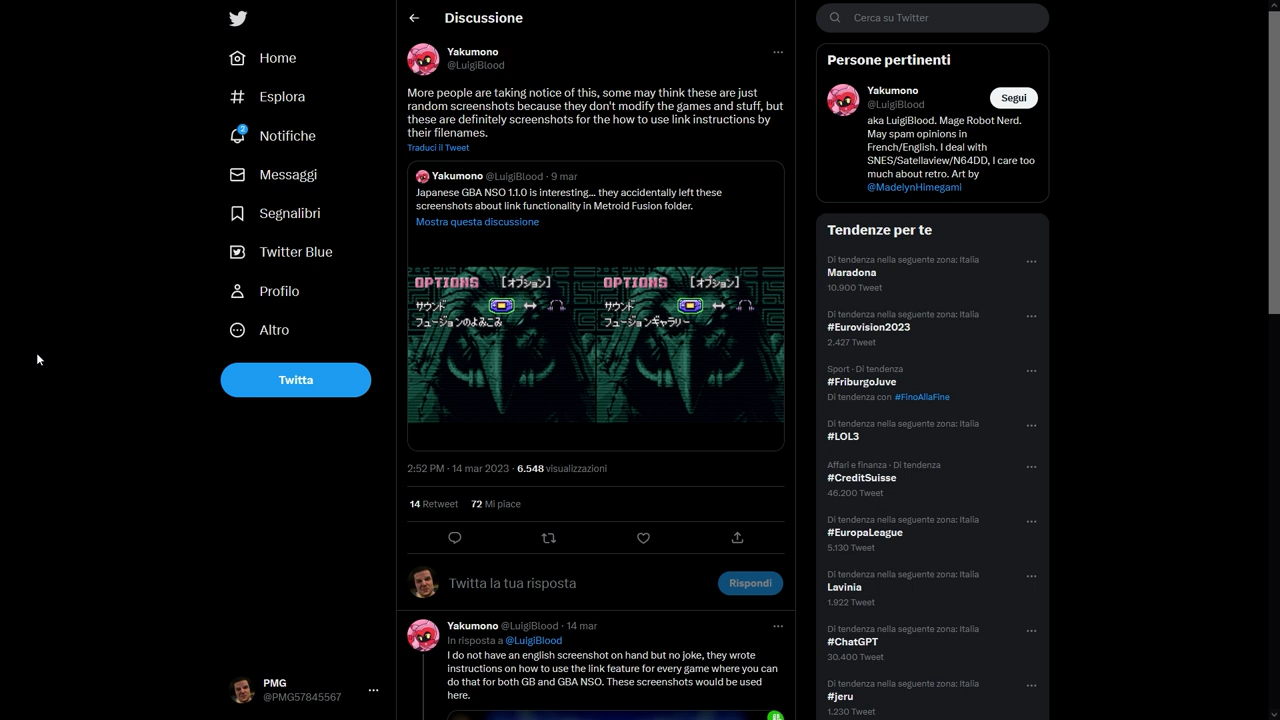 Home
Esplora
2
Notifiche
Messaggi
Segnalibri
Twitter Blue
Profilo
Altro
Twitta
PMG
@PMG57845567
Discussione
Yakumono
@LuigiBlood
More people are taking notice of this, some may think these are just
random screenshots because they don't modify the games and stuff, but
these are definitely screenshots for the how to use link instructions by
their filenames.
Traduci il Tweet
Yakumono @LuigiBlood · 9 mar
Japanese GBA NSO 1.1.0 is interesting... they accidentally left these
screenshots about link functionality in Metroid Fusion folder.
Mostra questa discussione
OPTIONS [オプション]
サウンド
フュージョンのよみこみ
OPTIONS [オプション]
サウンド
フュージョンギャラリー
2:52 PM · 14 mar 2023 · 6.548 visualizzazioni
14 Retweet 72 Mi piace
Twitta la tua risposta
Rispondi
Yakumono @LuigiBlood · 14 mar
In risposta a @LuigiBlood
I do not have an english screenshot on hand but no joke, they wrote
instructions on how to use the link feature for every game where you can
do that for both GB and GBA NSO. These screenshots would be used
here.
Cerca su Twitter
Persone pertinenti
Yakumono
@LuigiBlood
Segui
aka LuigiBlood. Mage Robot Nerd.
May spam opinions in
French/English. I deal with
SNES/Satellaview/N64DD, I care too
much about retro. Art by
@MadelynHimegami
Tendenze per te
Di tendenza nella seguente zona: Italia
Maradona
10.900 Tweet
Di tendenza nella seguente zona: Italia
#Eurovision2023
2.427 Tweet
Sport · Di tendenza
#FriburgoJuve
Di tendenza con #FinoAllaFine
Di tendenza nella seguente zona: Italia
#LOL3
Affari e finanza · Di tendenza
#CreditSuisse
46.200 Tweet
Di tendenza nella seguente zona: Italia
#EuropaLeague
5.130 Tweet
Di tendenza nella seguente zona: Italia
Lavinia
1.922 Tweet
Di tendenza nella seguente zona: Italia
#ChatGPT
30.400 Tweet
Di tendenza nella seguente zona: Italia
#jeru
1.230 Tweet